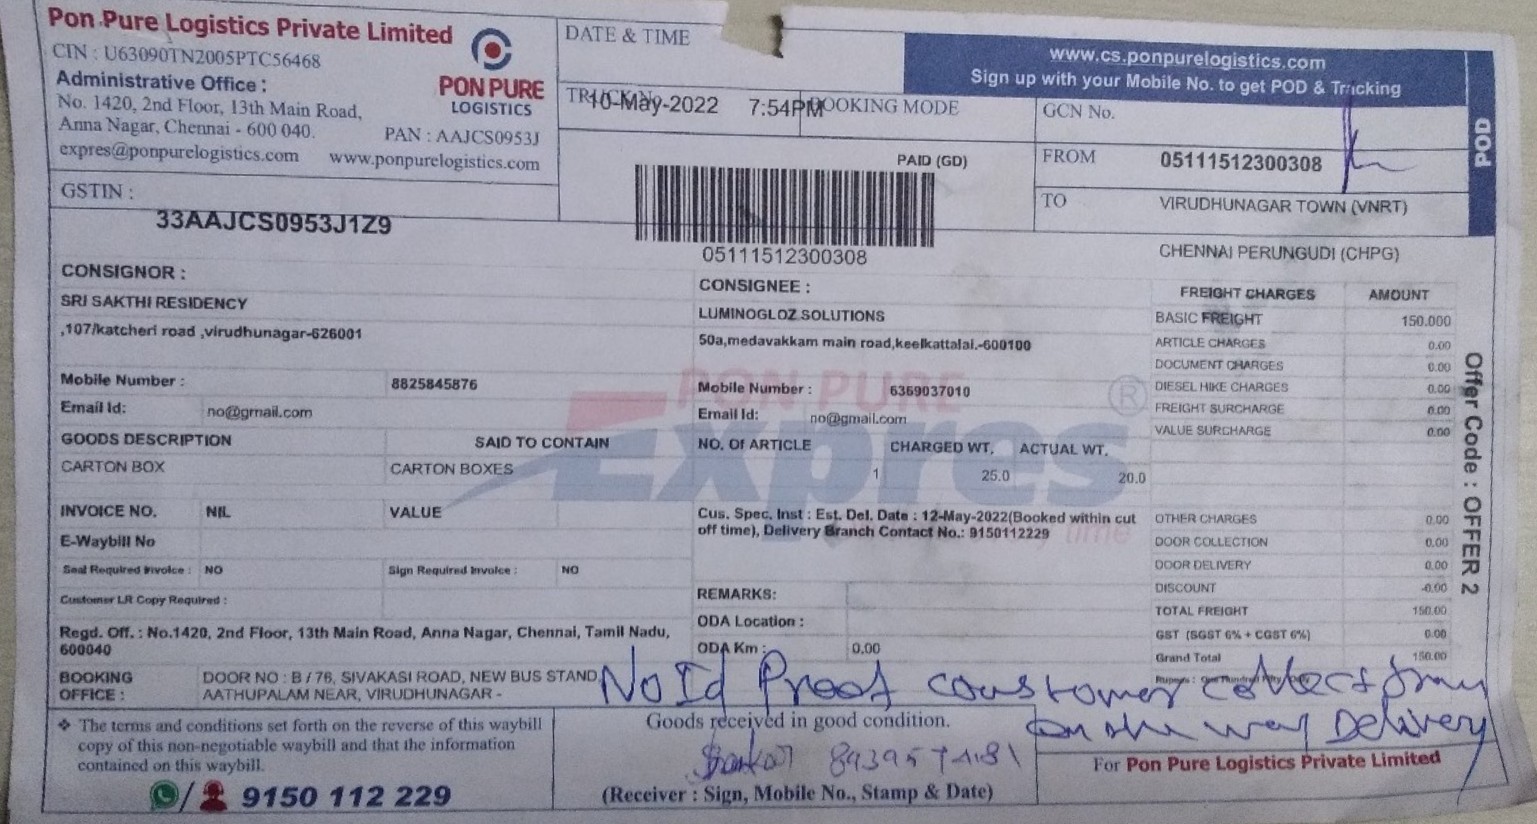 Pon Pure Logistics Private Limited
CIN : U63090TN2005PTC56468
Administrative Office :
No. 1420, 2nd Floor, 13th Main Road,
Anna Nagar, Chennai - 600 040.
PAN : AAJCS0953J
expres@ponpurelogistics.com www.ponpurelogistics.com
PON PURE
LOGISTICS
GSTIN :
33AAJCS0953J1Z9
DATE & TIME
10-May-2022 7:54PM
BOOKING MODE
PAID (GD)
05111512300308
www.cs.ponpurelogistics.com
Sign up with your Mobile No. to get POD & Tracking
GCN No.
FROM 05111512300308
TO VIRUDHUNAGAR TOWN (VNRT)
CHENNAI PERUNGUDI (CHPG)
POD
CONSIGNOR :
SRI SAKTHI RESIDENCY
,107/katcheri road ,virudhunagar-626001
Mobile Number : 8825845876
Email Id: no@gmail.com
CONSIGNEE :
LUMINOGLOZ SOLUTIONS
50a,medavakkam main road,keelkattalai.-600100
Mobile Number : 6369037010
Email Id: no@gmail.com
PON PURE
Expres
time
GOODS DESCRIPTION SAID TO CONTAIN
CARTON BOX CARTON BOXES
NO. Of ARTICLE CHARGED WT. ACTUAL WT.
1 25.0 20.0
INVOICE NO. NIL VALUE
E-Waybill No
Seal Required Invoice : NO Sign Required Invoice : NO
Customer LR Copy Required :
Cus. Spec. Inst : Est. Del. Date : 12-May-2022(Booked within cut
off time), Delivery Branch Contact No.: 9150112229
REMARKS:
ODA Location :
ODA Km : 0.00
FREIGHT CHARGES AMOUNT
BASIC FREIGHT 150.000
ARTICLE CHARGES 0.00
DOCUMENT CHARGES 0.00
DIESEL HIKE CHARGES 0.00
FREIGHT SURCHARGE 0.00
VALUE SURCHARGE 0.00
OTHER CHARGES 0.00
DOOR COLLECTION 0.00
DOOR DELIVERY 0.00
DISCOUNT -0.00
TOTAL FREIGHT 150.00
GST (SGST 6% + CGST 6%) 0.00
Grand Total 150.00
Rupees :
Offer Code : OFFER 2
Regd. Off. : No.1420, 2nd Floor, 13th Main Road, Anna Nagar, Chennai, Tamil Nadu,
600040
BOOKING
OFFICE :
DOOR NO : B / 76, SIVAKASI ROAD, NEW BUS STAND,
AATHUPALAM NEAR, VIRUDHUNAGAR -
No Id Proof coustomer collect from
on the way Delivery
❖ The terms and conditions set forth on the reverse of this waybill
copy of this non-negotiable waybill and that the information
contained on this waybill.
9150 112 229
Goods received in good condition.
(Receiver : Sign, Mobile No., Stamp & Date)
For Pon Pure Logistics Private Limited